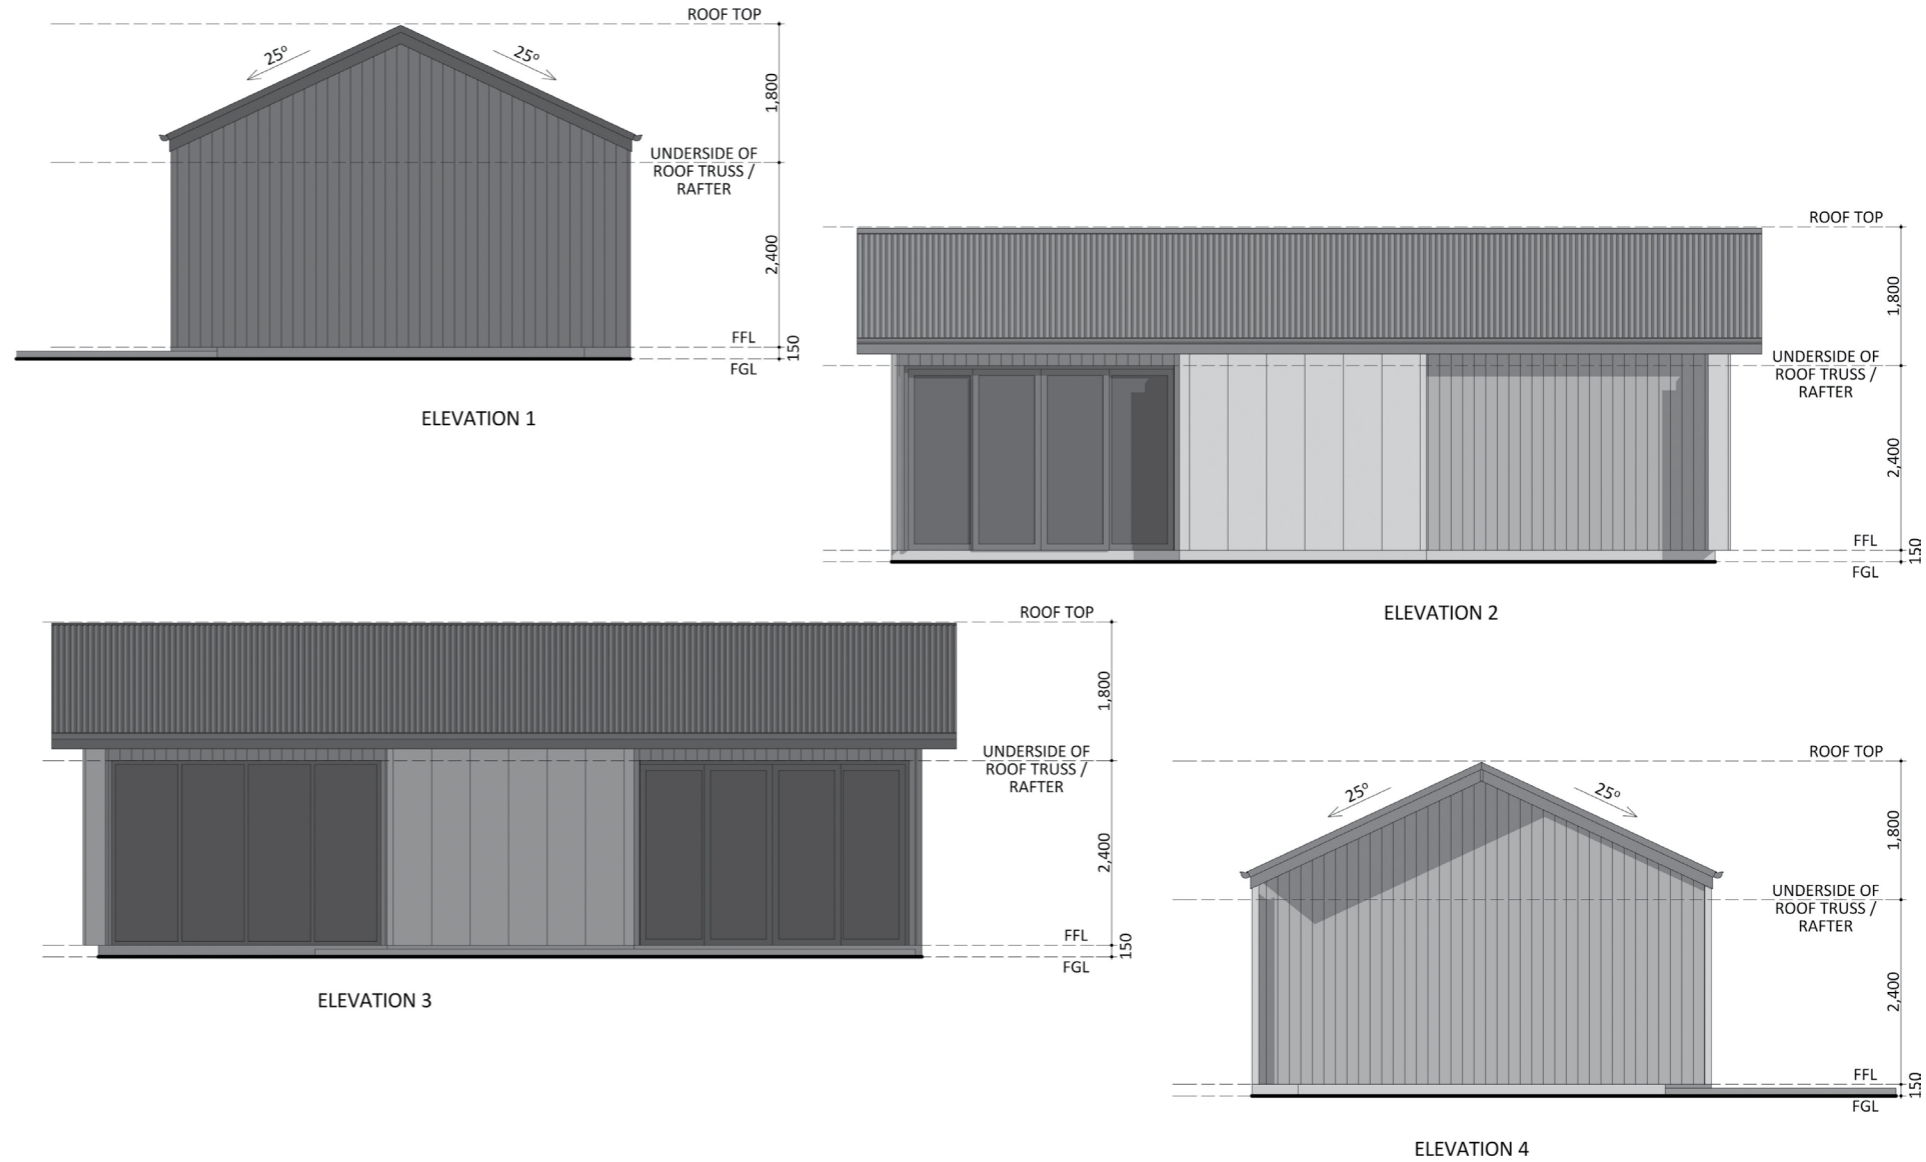 ROOF TOP
25°
25°
1,800
UNDERSIDE OF
ROOF TRUSS /
RAFTER
2,400
FFL
150
FGL
ELEVATION 1
ROOF TOP
1,800
UNDERSIDE OF
ROOF TRUSS /
RAFTER
2,400
FFL
150
FGL
ELEVATION 2
ROOF TOP
1,800
UNDERSIDE OF
ROOF TRUSS /
RAFTER
2,400
FFL
150
FGL
ELEVATION 3
ROOF TOP
25°
25°
1,800
UNDERSIDE OF
ROOF TRUSS /
RAFTER
2,400
FFL
150
FGL
ELEVATION 4